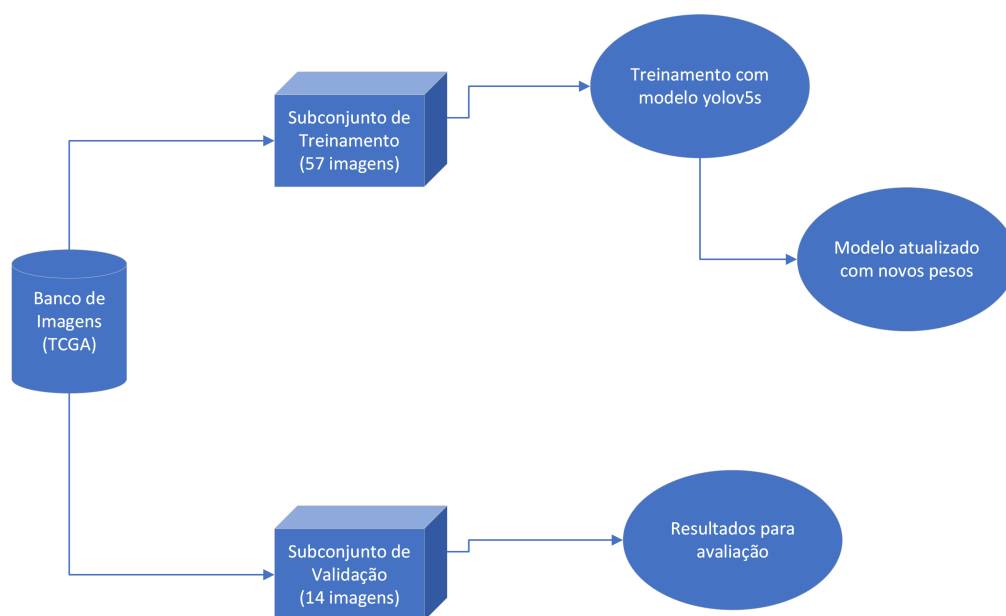 Treinamento com
modelo yolov5s
Subconjunto de
Treinamento
(57 imagens)
Modelo atualizado
com novos pesos
Banco de
Imagens
(TCGA)
Resultados para
avaliação
Subconjunto de
Validação
(14 imagens)